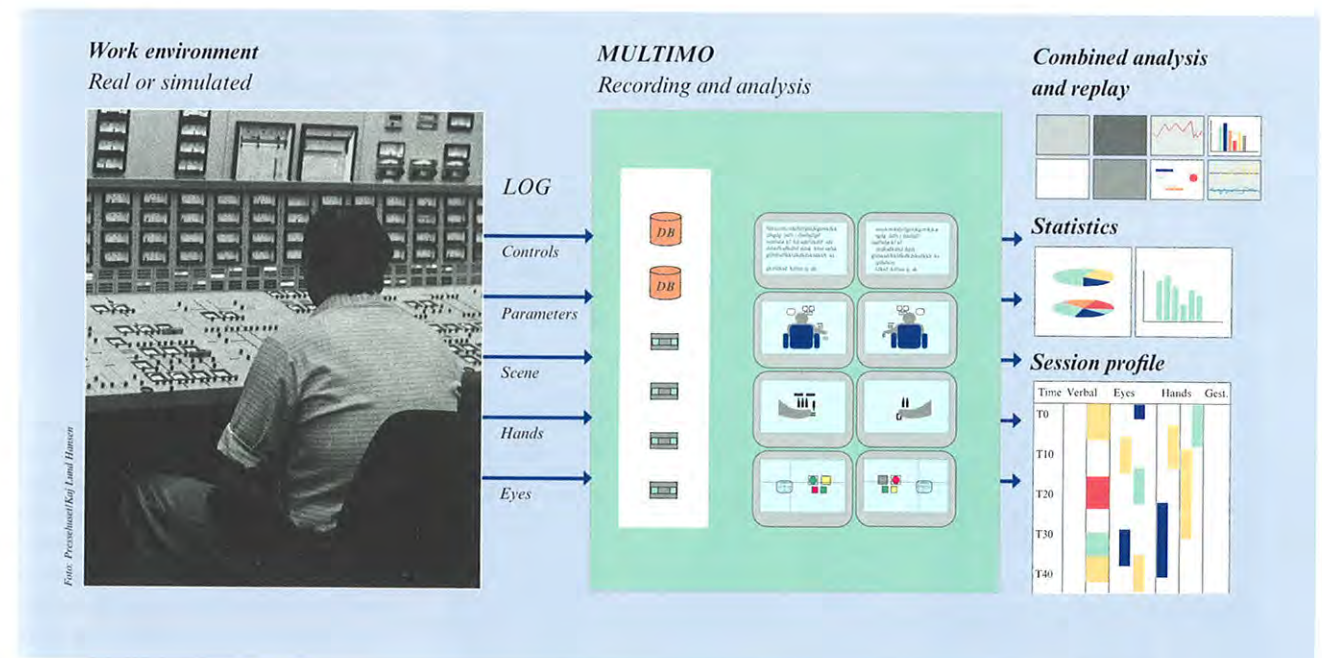 Work environment
Real or simulated
MULTIMO
Recording and analysis
Combined analysis
and replay
LOG
Controls
Parameters
Scene
Hands
Eyes
DB
DB
Statistics
Session profile
Time Verbal Eyes Hands Gest.
T0
T10
T20
T30
T40
Foto: Pressehuset/Kaj Lund Hansen